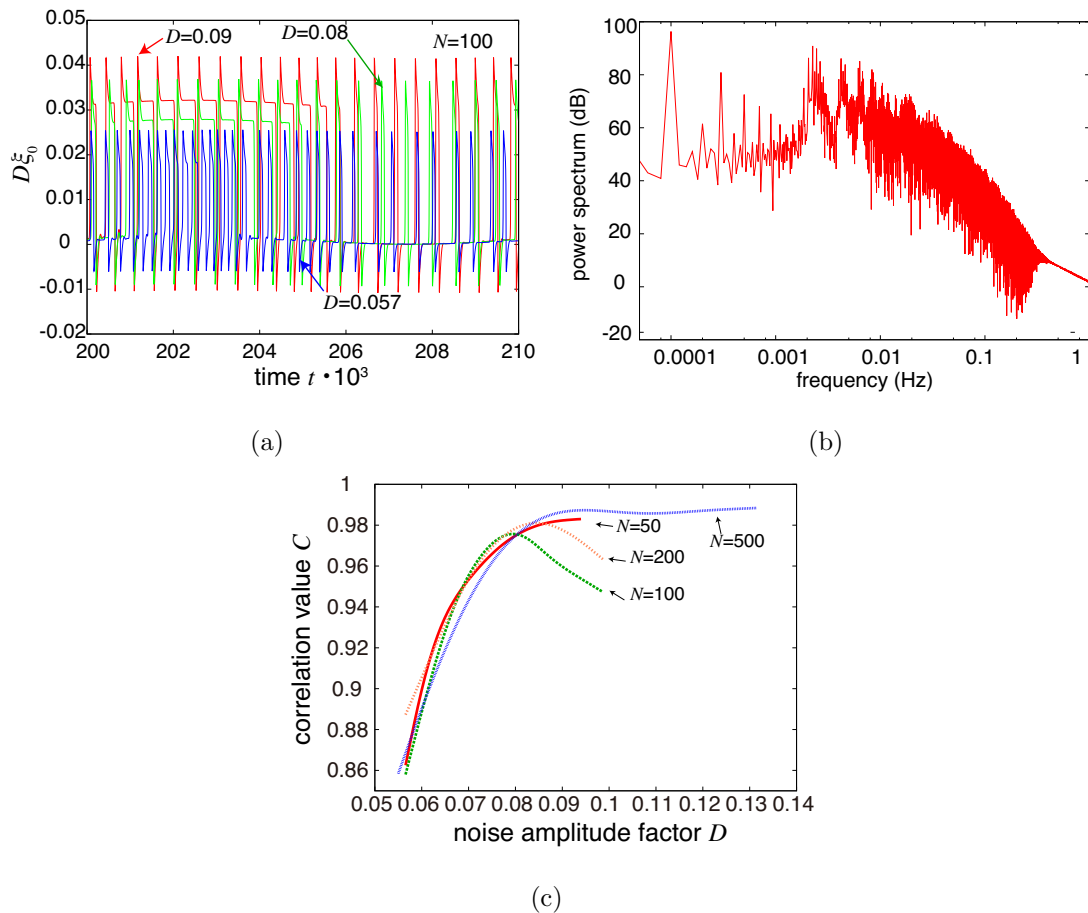 0.05
0.04
0.03
0.02
0.01
0
-0.01
-0.02
Dξ₀
D=0.09
D=0.08
N=100
D=0.057
200 202 204 206 208 210
time t · 10³
(a)
100
80
60
40
20
0
-20
power spectrum (dB)
0.0001 0.001 0.01 0.1 1
frequency (Hz)
(b)
1
0.98
0.96
0.94
0.92
0.9
0.88
0.86
correlation value C
N=50
N=200
N=500
N=100
0.05 0.06 0.07 0.08 0.09 0.1 0.11 0.12 0.13 0.14
noise amplitude factor D
(c)